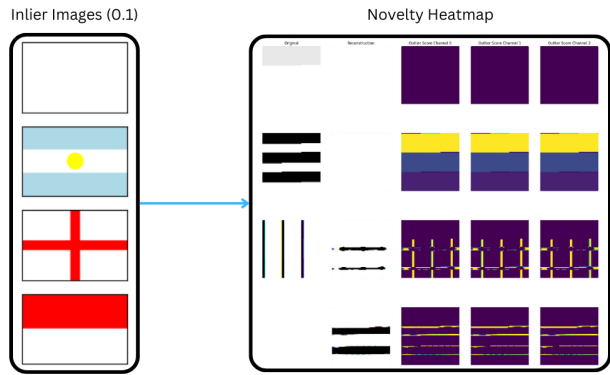 Inlier Images (0.1)
Novelty Heatmap
Original Reconstruction Outlier Score Channel 0 Outlier Score Channel 1 Outlier Score Channel 2